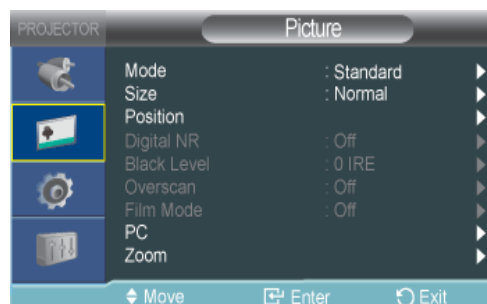 PROJECTOR
Picture
Mode : Standard
Size : Normal
Position
Digital NR : Off
Black Level : 0 IRE
Overscan : Off
Film Mode : Off
PC
Zoom
Move Enter Exit